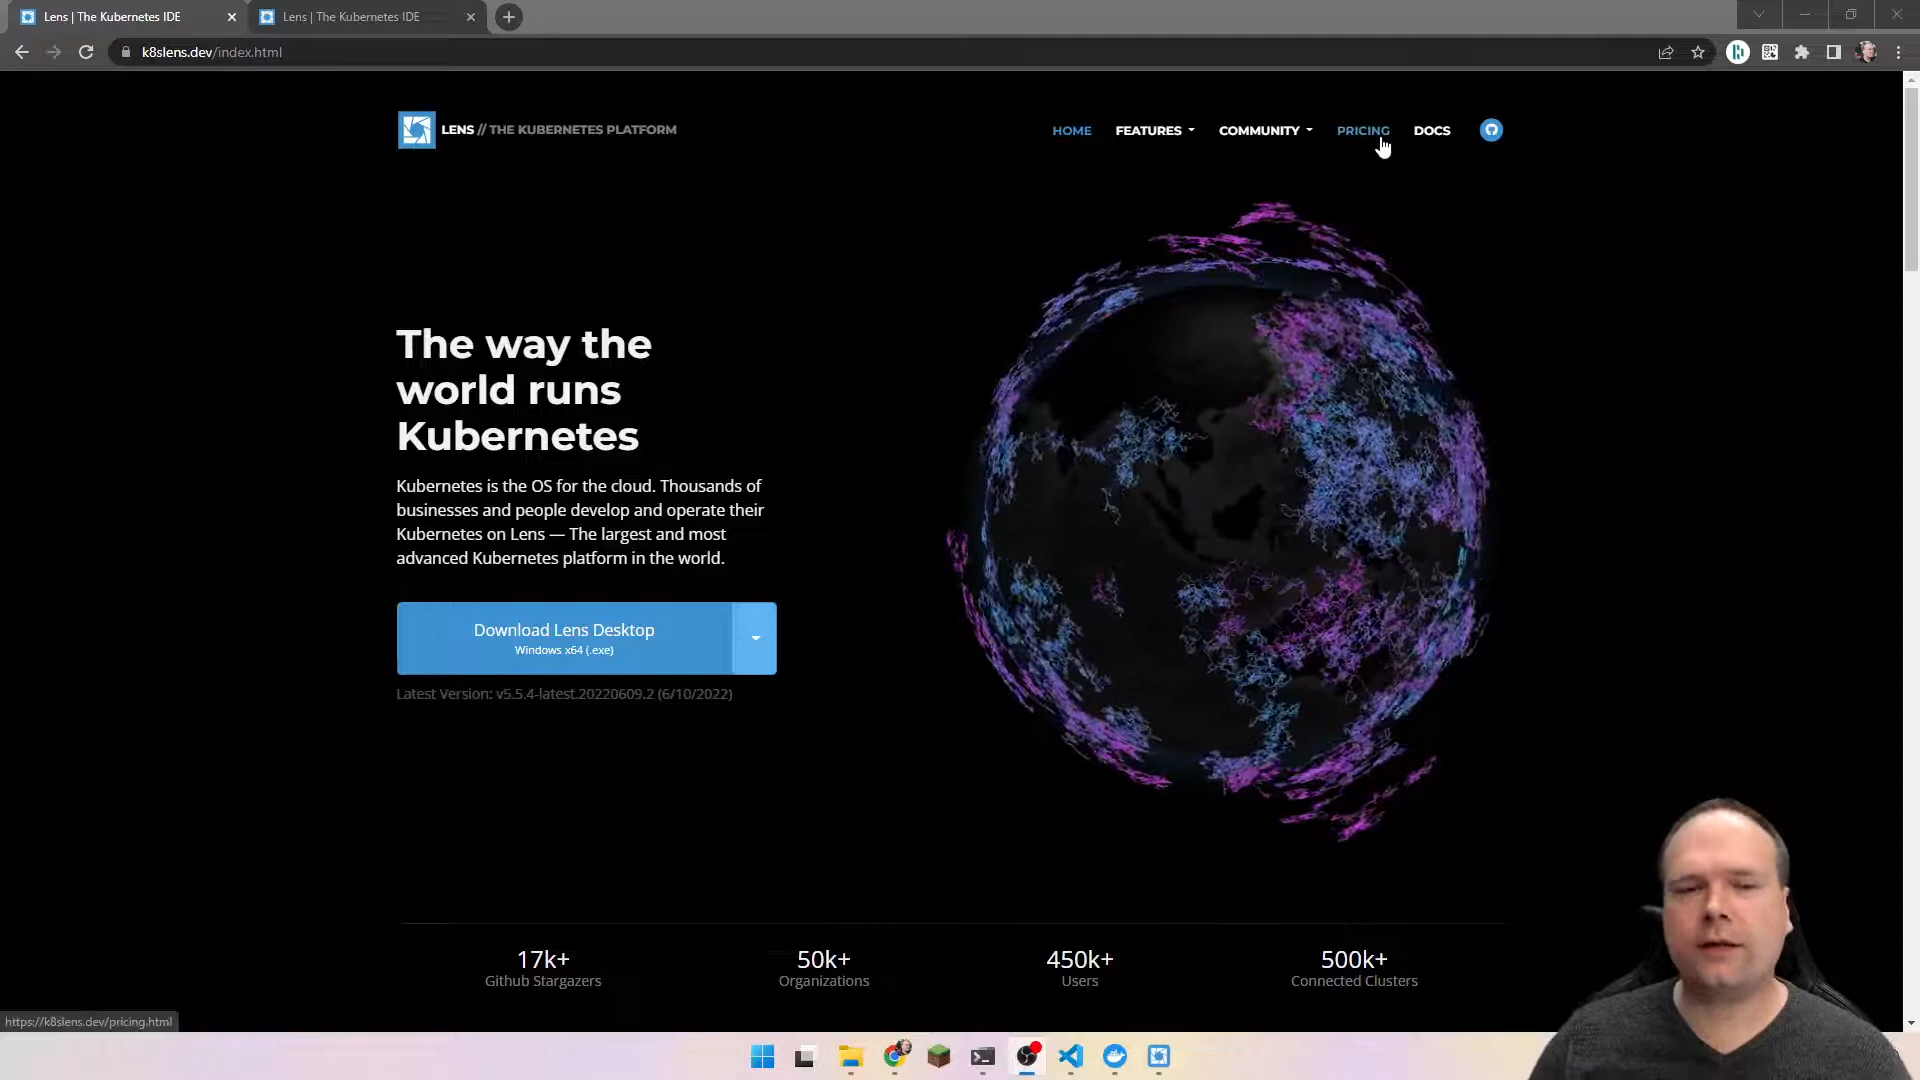 Lens | The Kubernetes IDE
Lens | The Kubernetes IDE
k8slens.dev/index.html
LENS // THE KUBERNETES PLATFORM
HOME FEATURES COMMUNITY PRICING DOCS
The way the
world runs
Kubernetes
Kubernetes is the OS for the cloud. Thousands of
businesses and people develop and operate their
Kubernetes on Lens — The largest and most
advanced Kubernetes platform in the world.
Download Lens Desktop
Windows x64 (.exe)
Latest Version: v5.5.4-latest.20220609.2 (6/10/2022)
17k+ 50k+ 450k+ 500k+
Github Stargazers Organizations Users Connected Clusters
https://k8slens.dev/pricing.html